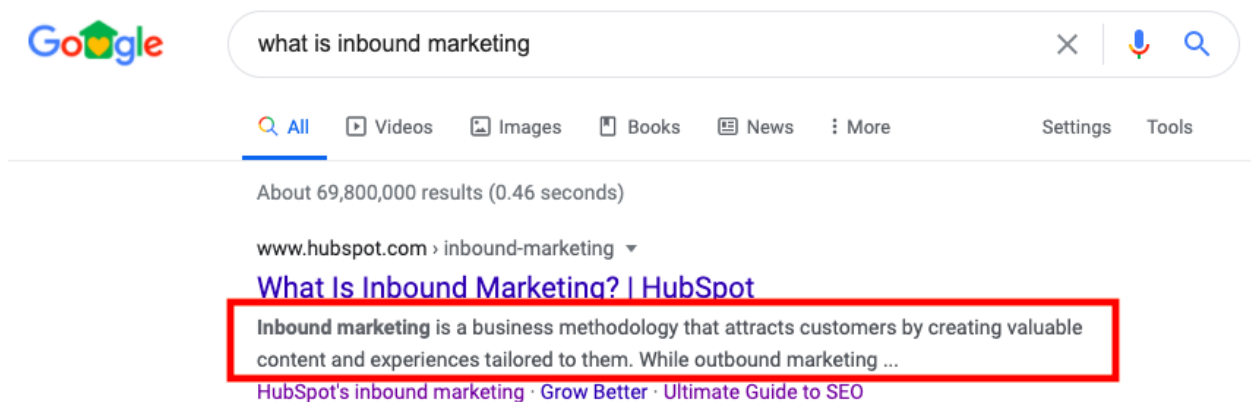 Google
what is inbound marketing
All Videos Images Books News More Settings Tools
About 69,800,000 results (0.46 seconds)
www.hubspot.com › inbound-marketing
What Is Inbound Marketing? | HubSpot
Inbound marketing is a business methodology that attracts customers by creating valuable
content and experiences tailored to them. While outbound marketing ...
HubSpot's inbound marketing · Grow Better · Ultimate Guide to SEO